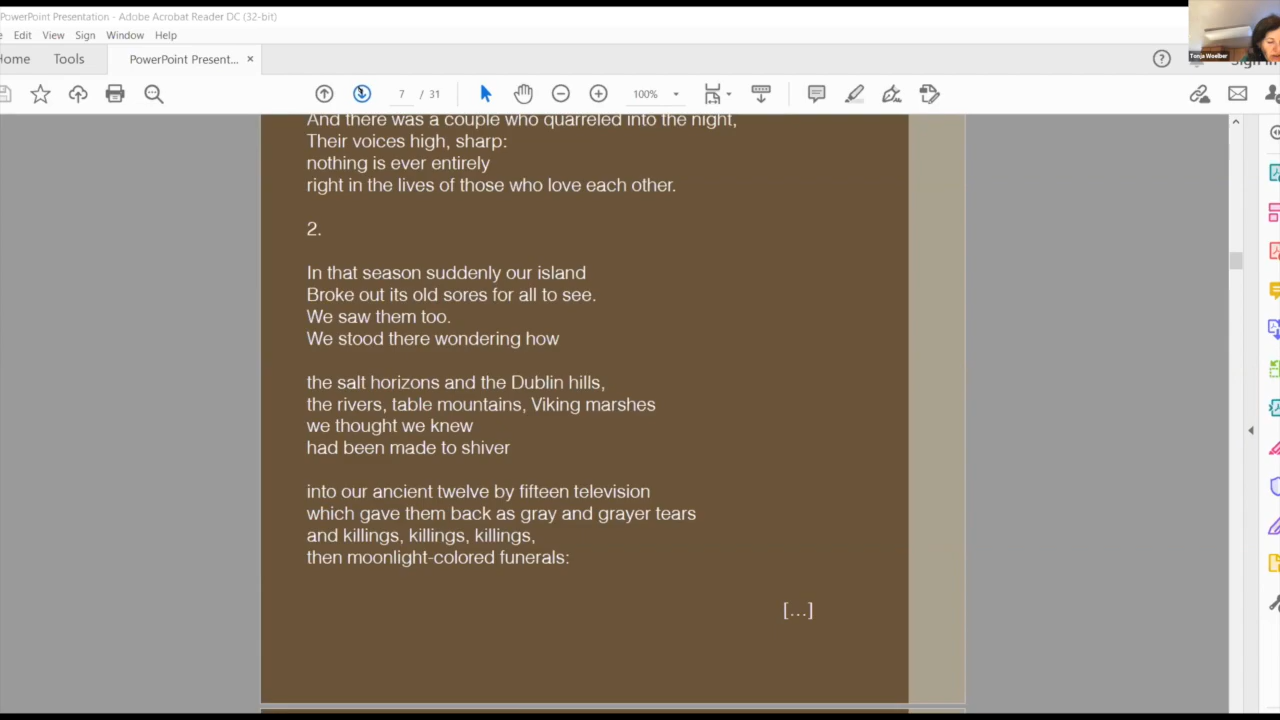 PowerPoint Presentation - Adobe Acrobat Reader DC (32-bit)
Edit View Sign Window Help
Tools
PowerPoint Present... ×
7 / 31
100%
Tanja Woelber
And there was a couple who quarreled into the night,
Their voices high, sharp:
nothing is ever entirely
right in the lives of those who love each other.
2.
In that season suddenly our island
Broke out its old sores for all to see.
We saw them too.
We stood there wondering how
the salt horizons and the Dublin hills,
the rivers, table mountains, Viking marshes
we thought we knew
had been made to shiver
into our ancient twelve by fifteen television
which gave them back as gray and grayer tears
and killings, killings, killings,
then moonlight-colored funerals:
[...]